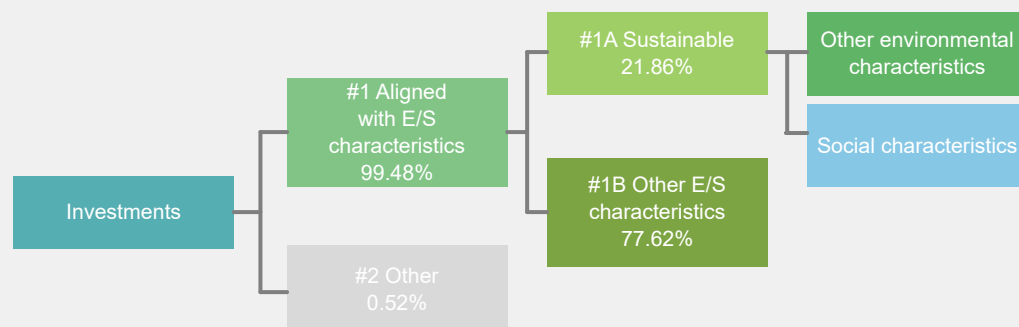 Investments
#1 Aligned
with E/S
characteristics
99.48%
#2 Other
0.52%
#1A Sustainable
21.86%
#1B Other E/S
characteristics
77.62%
Other environmental
characteristics
Social characteristics